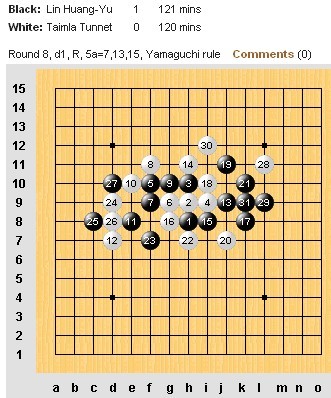 Black: Lin Huang-Yu 1 121 mins
White: Taimla Tunnet 0 120 mins
Round 8, d1, R, 5a=7,13,15, Yamaguchi rule Comments (0)
15
14
13
12 30
11 8 14 19 28
10 27 10 5 9 3 18 21
9 24 7 6 2 4 13 31 29
8 25 26 11 16 1 15 17
7 12 23 22 20
6
5
4
3
2
1
a b c d e f g h i j k l m n o